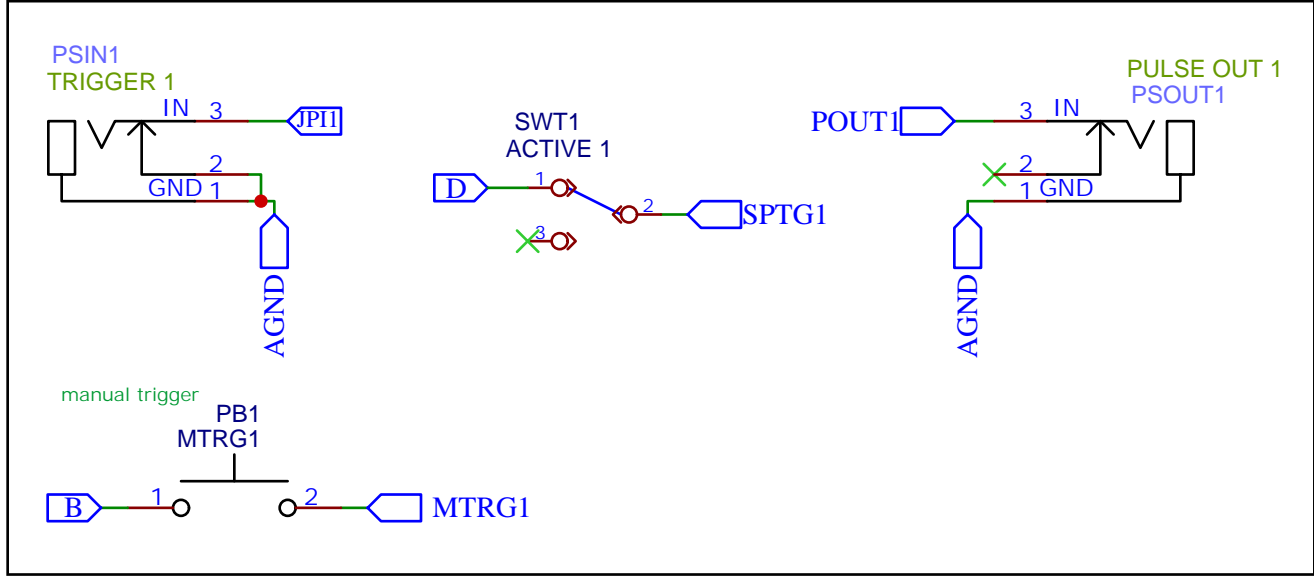 PSIN1
TRIGGER 1
IN 3
JPI1
2
GND 1
AGND
SWT1
ACTIVE 1
D
1
2
SPTG1
3
PULSE OUT 1
PSOUT1
POUT1
3 IN
2
1 GND
AGND
manual trigger
PB1
MTRG1
B
1
2
MTRG1